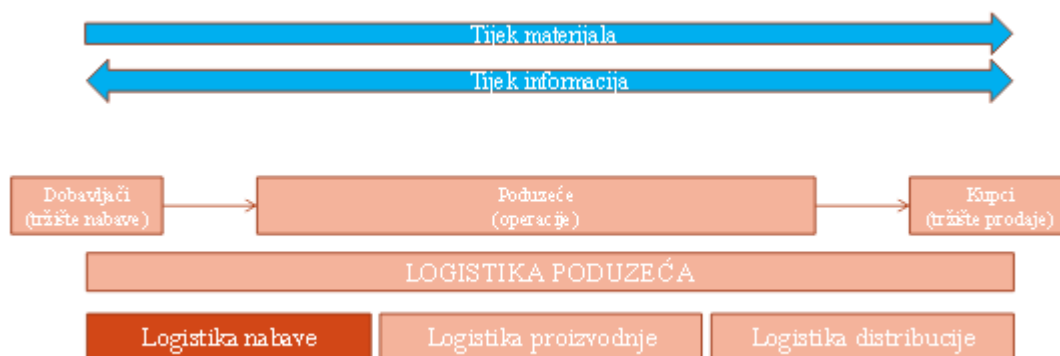 Tijek materijala
Tijek informacija
Dobavljači
(tržište nabave)
Poduzeće
(operacije)
Kupci
(tržište prodaje)
LOGISTIKA PODUZEĆA
Logistika nabave
Logistika proizvodnje
Logistika distribucije